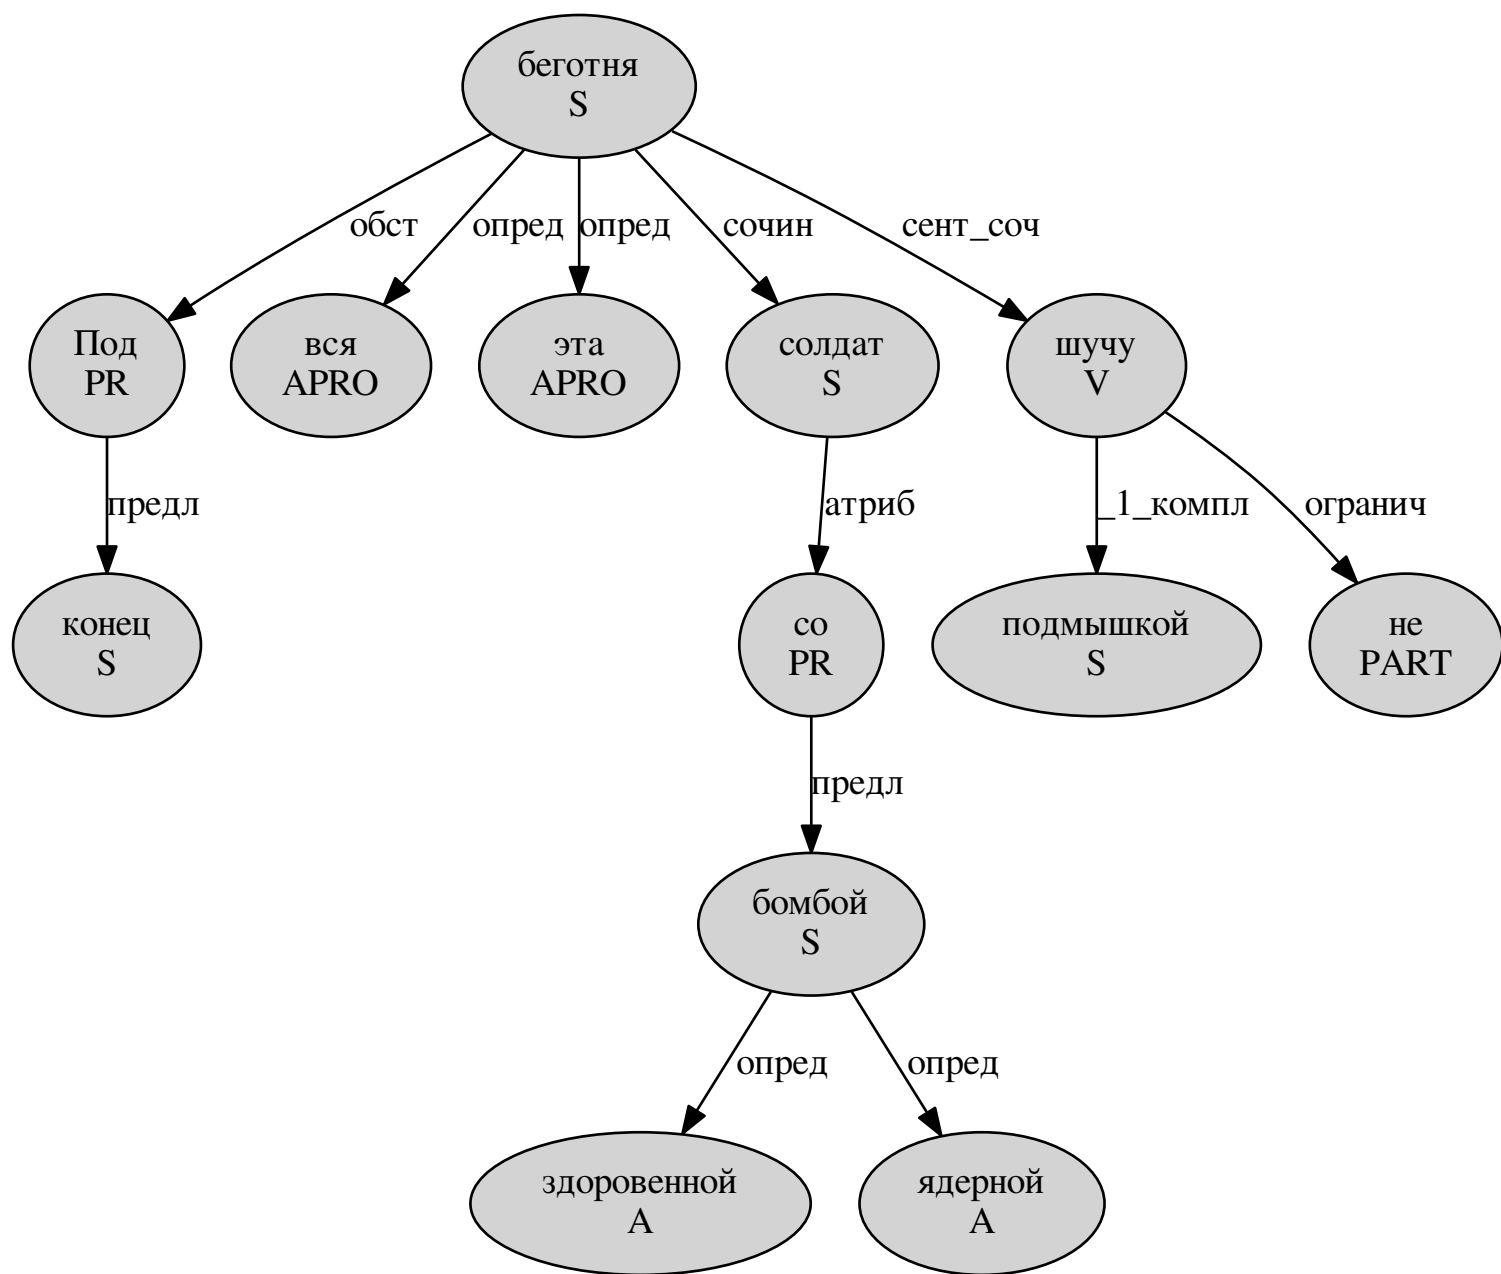 беготня
S
обст
опред
опред
сочин
сент_соч
Под
PR
вся
APRO
эта
APRO
солдат
S
шучу
V
предл
атриб
_1_компл
огранич
конец
S
со
PR
подмышкой
S
не
PART
предл
бомбой
S
опред
опред
здоровенной
A
ядерной
A